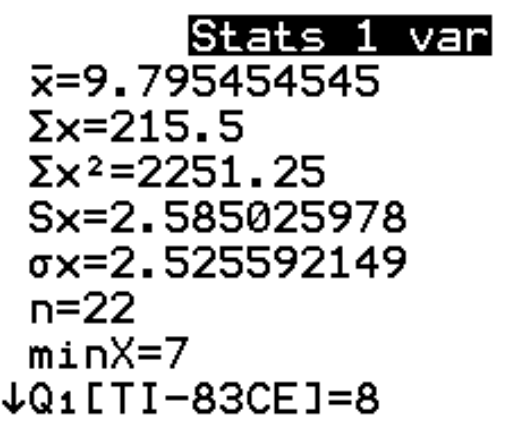 Stats 1 var
x̄=9.795454545
Σx=215.5
Σx²=2251.25
Sx=2.585025978
σx=2.525592149
n=22
minX=7
↓Q₁[TI-83CE]=8